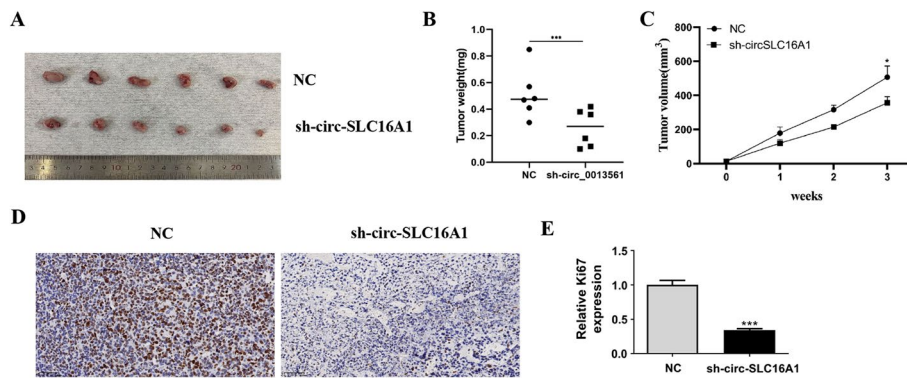 A
NC
sh-circ-SLC16A1
B
Tumor weight(mg)
1.0
0.8
0.6
0.4
0.2
0.0
***
NC
sh-circ_0013561
C
Tumor volume(mm³)
800
600
400
200
0
NC
sh-circSLC16A1
*
0
1
2
3
weeks
D
NC
sh-circ-SLC16A1
E
Relative Ki67
expression
1.5
1.0
0.5
0.0
***
NC
sh-circ-SLC16A1